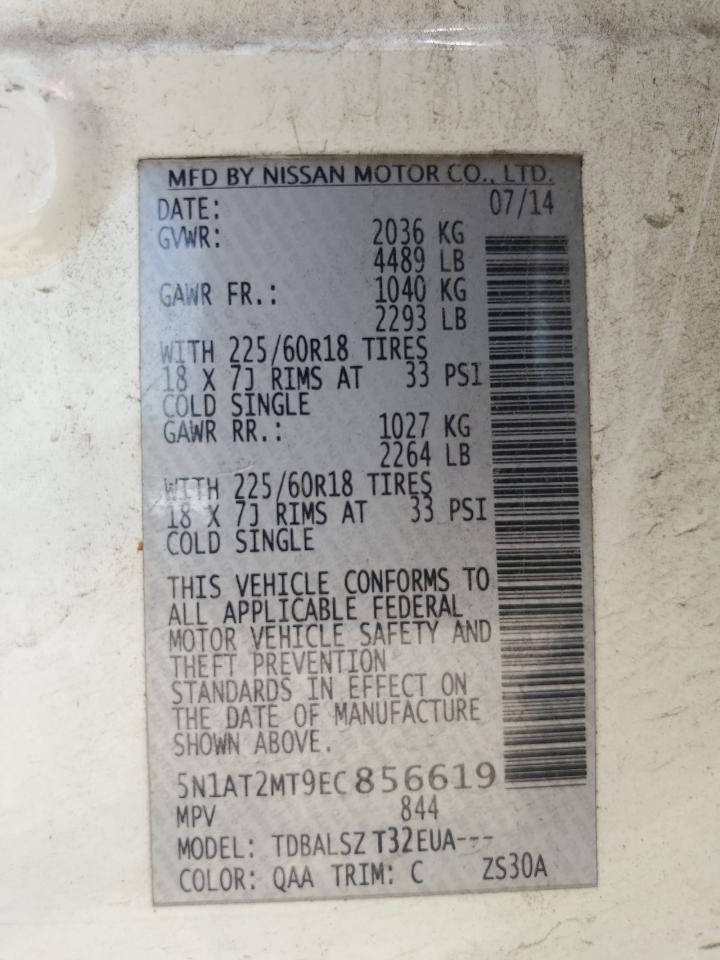 MFD BY NISSAN MOTOR CO., LTD.
DATE: 07/14
GVWR: 2036 KG
4489 LB
GAWR FR.: 1040 KG
2293 LB
WITH 225/60R18 TIRES
18 X 7J RIMS AT 33 PSI
COLD SINGLE
GAWR RR.: 1027 KG
2264 LB
WITH 225/60R18 TIRES
18 X 7J RIMS AT 33 PSI
COLD SINGLE
THIS VEHICLE CONFORMS TO
ALL APPLICABLE FEDERAL
MOTOR VEHICLE SAFETY AND
THEFT PREVENTION
STANDARDS IN EFFECT ON
THE DATE OF MANUFACTURE
SHOWN ABOVE.
5N1AT2MT9EC856619
MPV 844
MODEL: TDBALSZ T32EUA---
COLOR: QAA TRIM: C ZS30A